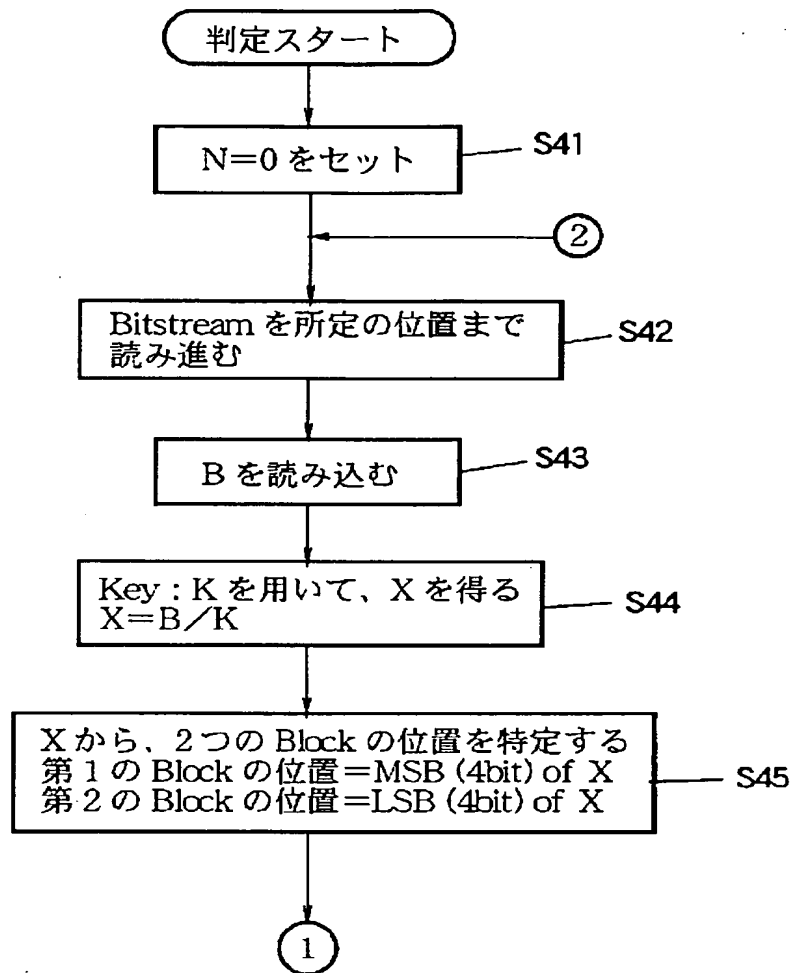 判定スタート
N=0 をセット
S41
2
Bitstream を所定の位置まで
読み進む
S42
B を読み込む
S43
Key : K を用いて、X を得る
X=B/K
S44
X から、2つの Block の位置を特定する
第1の Block の位置=MSB (4bit) of X
第2の Block の位置=LSB (4bit) of X
S45
1